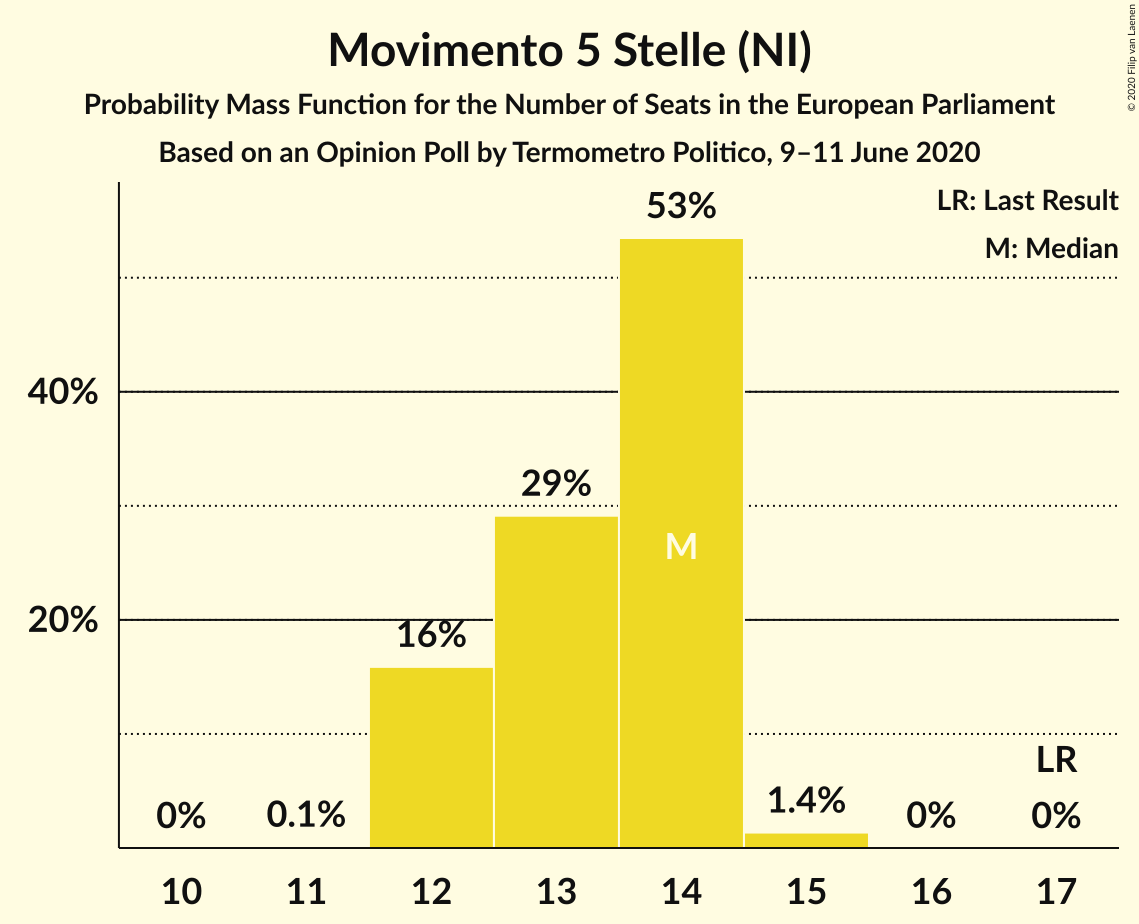 Movimento 5 Stelle (NI)
Probability Mass Function for the Number of Seats in the European Parliament
Based on an Opinion Poll by Termometro Politico, 9–11 June 2020
© 2020 Filip van Laenen
LR: Last Result
M: Median
53%
40%
29%
M
20%
16%
LR
0%
0.1%
1.4%
0%
0%
10
11
12
13
14
15
16
17